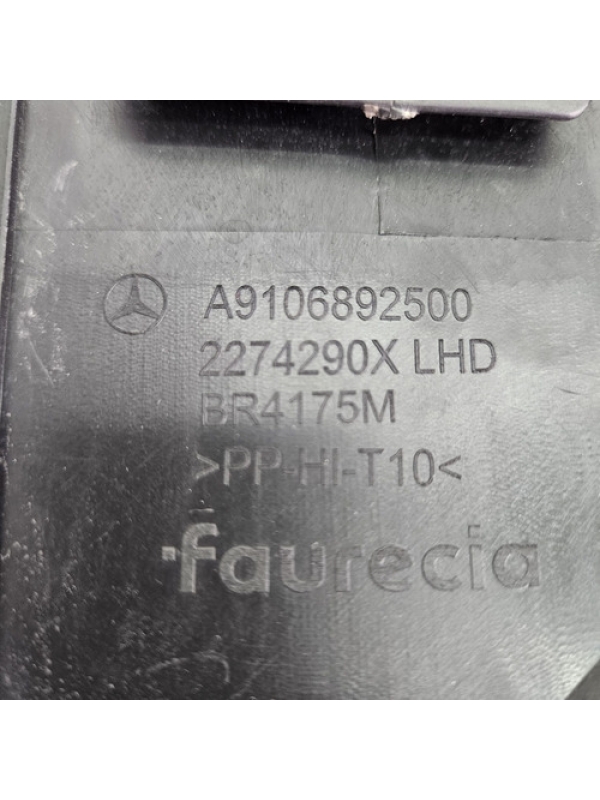 A9106892500
2274290X LHD
BR4175M
>PP-HI-T10<
faurecia